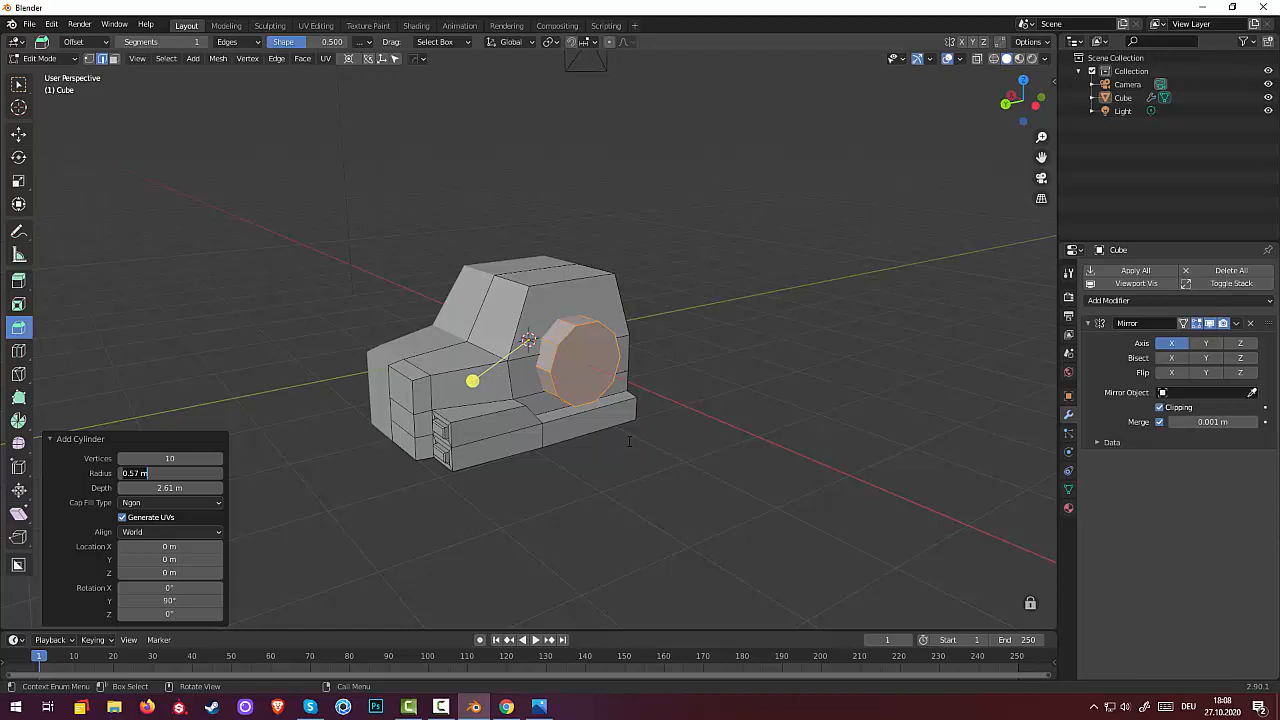 Blender
File Edit Render Window Help Layout Modeling Sculpting UV Editing Texture Paint Shading Animation Rendering Compositing Scripting + Scene View Layer
Offset Segments 1 Edges Shape 0.500 ... Drag: Select Box Global X Y Z Options
Edit Mode View Select Add Mesh Vertex Edge Face UV
User Perspective
(1) Cube
Z
Y
Scene Collection
Collection
Camera
Cube
Light
Cube
Apply All Delete All
Viewport Vis Toggle Stack
Add Modifier
Mirror
Axis X Y Z
Bisect X Y Z
Flip X Y Z
Mirror Object
Clipping
Merge 0.001 m
Data
Add Cylinder
Vertices 10
Radius 0.57 m
Depth 2.61 m
Cap Fill Type Ngon
Generate UVs
Align World
Location X 0 m
Y 0 m
Z 0 m
Rotation X 0°
Y 90°
Z 0°
Playback Keying View Marker 1 Start 1 End 250
1 10 20 30 40 50 60 70 80 90 100 110 120 130 140 150 160 170 180 190 200 210 220 230 240 250
Context Enum Menu Box Select Rotate View Call Menu 2.90.1
Ps DEU 18:08
27.10.2020 2